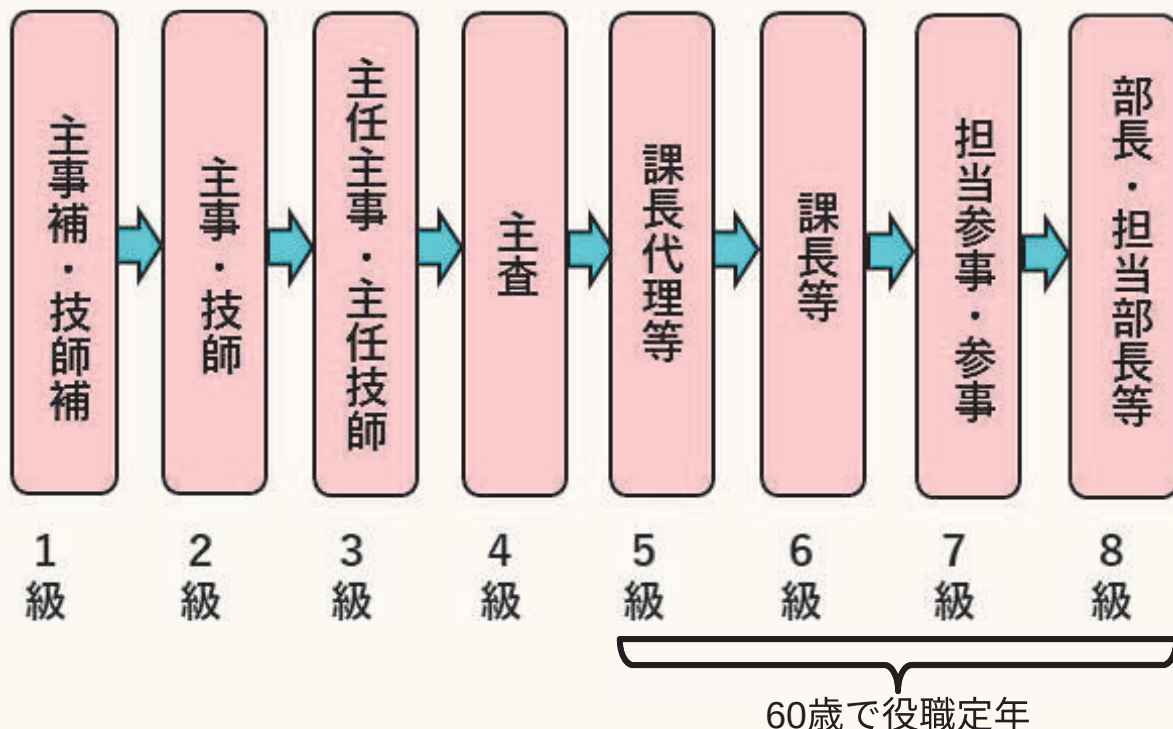 主事補・技師補
主事・技師
主任主事・主任技師
主査
課長代理等
課長等
担当参事・参事
部長・担当部長等
1級
2級
3級
4級
5級
6級
7級
8級
60歳で役職定年